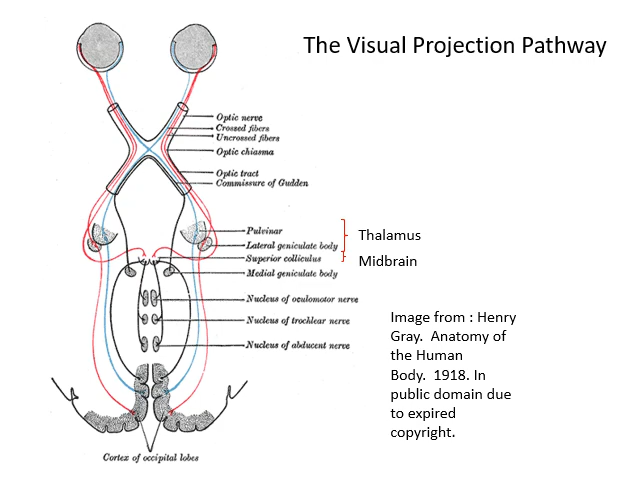 The Visual Projection Pathway
Optic nerve
Crossed fibers
Uncrossed fibers
Optic chiasma
Optic tract
Commissure of Gudden
Pulvinar
Lateral geniculate body
Superior colliculus
Medial geniculate body
Thalamus
Midbrain
Nucleus of oculomotor nerve
Nucleus of trochlear nerve
Nucleus of abducent nerve
Cortex of occipital lobes
Image from : Henry
Gray.  Anatomy of
the Human
Body.  1918. In
public domain due
to expired
copyright.